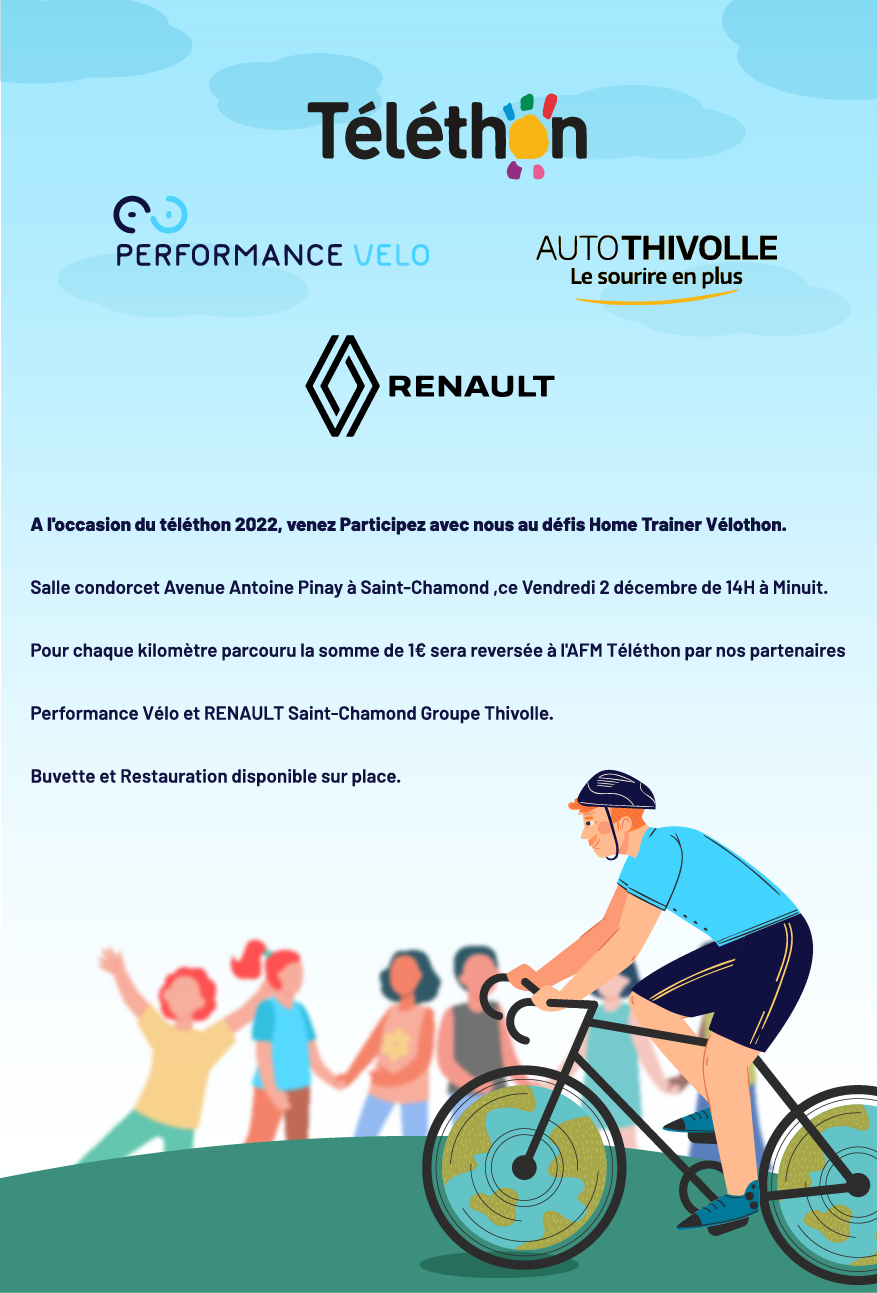 Téléthon
PERFORMANCE VELO
AUTO THIVOLLE
Le sourire en plus
RENAULT
A l'occasion du téléthon 2022, venez Participez avec nous au défis Home Trainer Vélothon.
Salle condorcet Avenue Antoine Pinay à Saint-Chamond ,ce Vendredi 2 décembre de 14H à Minuit.
Pour chaque kilomètre parcouru la somme de 1€ sera reversée à l'AFM Téléthon par nos partenaires
Performance Vélo et RENAULT Saint-Chamond Groupe Thivolle.
Buvette et Restauration disponible sur place.